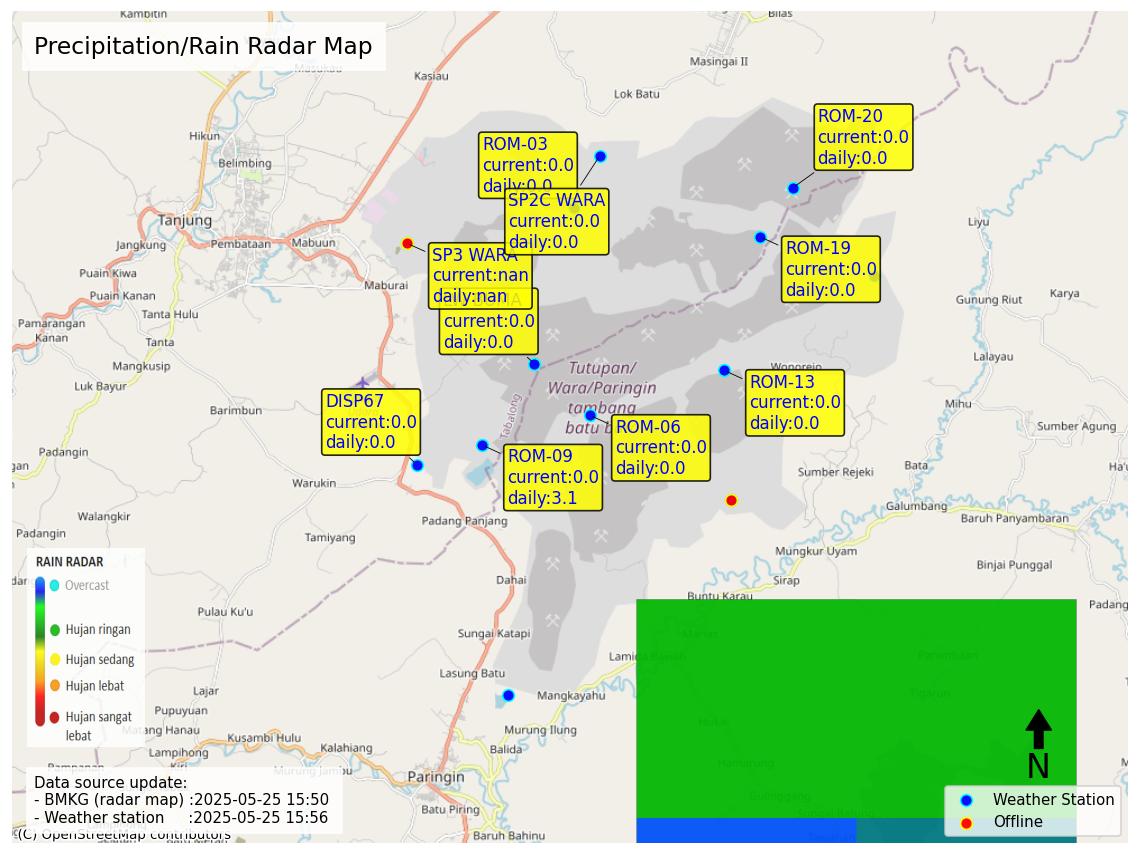 Precipitation/Rain Radar Map
Kambitin
Bilas
Masingai II
Kasiau
Lok Batu
Hikun
Belimbing
Tanjung
Jangkung
Pembataan
Mabuun
Puain Kiwa
Puain Kanan
Maburai
Tanta Hulu
Pamarangan
Kanan
Tanta
Mangkusip
Luk Bayur
Barimbun
Warukin
Walangkir
Padangin
Tamiyang
Padang Panjang
Dahai
Pulau Ku'u
Sungai Katapi
Lasung Batu
Lajar
Pupuyuan
Matang Hanau
Lampihong
Kusambi Hulu
Kalahiang
Murung Jambu
Paringin
Batu Piring
Baruh Bahinu
Balida
Murung Ilung
Mangkayahu
Liyu
Gunung Riut
Karya
Lalayau
Mihu
Sumber Agung
Bata
Sumber Rejeki
Galumbang
Baruh Panyambaran
Mungkur Uyam
Binjai Punggal
Sirap
Buntu Karau
Wonorejo
Tabalong
Tutupan/
Wara/Paringin
tambang
batu b
ROM-03
current:0.0
daily:0.0
SP2C WARA
current:0.0
daily:0.0
ROM-20
current:0.0
daily:0.0
ROM-19
current:0.0
daily:0.0
SP3 WARA
current:nan
daily:nan
current:0.0
daily:0.0
ROM-13
current:0.0
daily:0.0
DISP67
current:0.0
daily:0.0
ROM-06
current:0.0
daily:0.0
ROM-09
current:0.0
daily:3.1
RAIN RADAR
Overcast
Hujan ringan
Hujan sedang
Hujan lebat
Hujan sangat
lebat
Data source update:
- BMKG (radar map) :2025-05-25 15:50
- Weather station :2025-05-25 15:56
(C) OpenStreetMap contributors
N
Weather Station
Offline